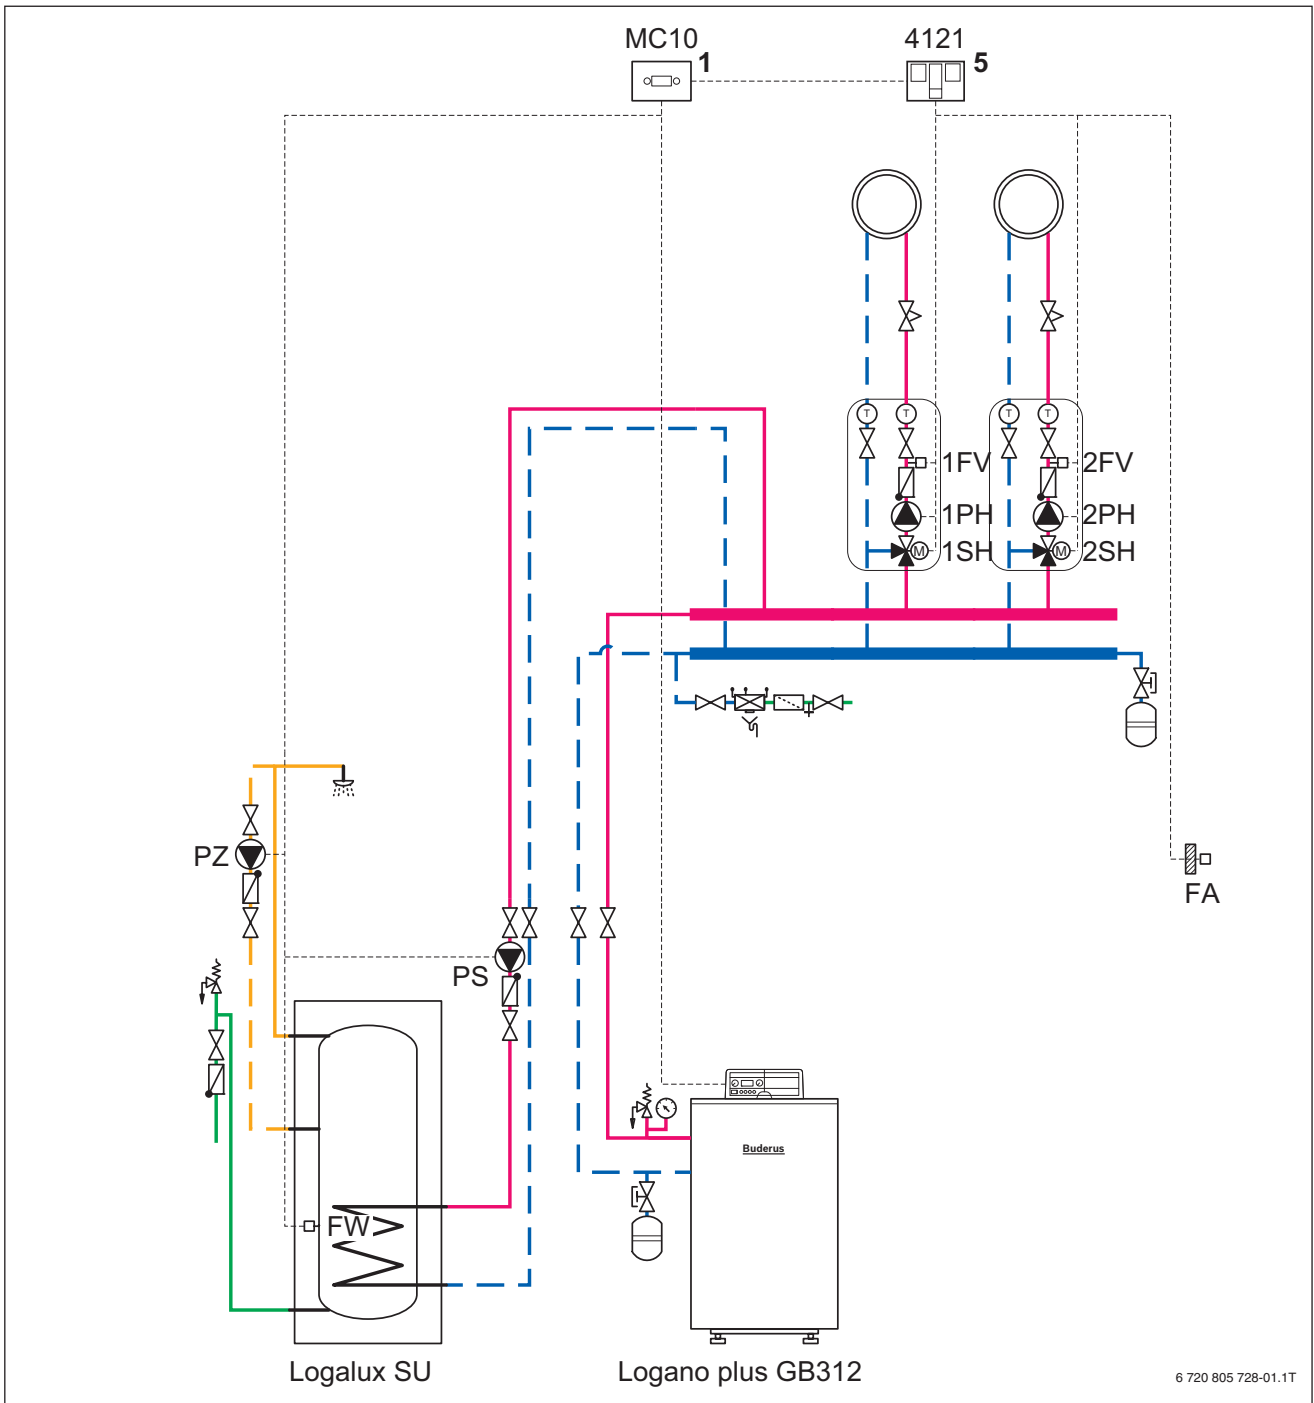 MC10
1
4121
5
T
T
T
T
1FV
2FV
1PH
2PH
1SH
M
2SH
M
PZ
FA
PS
Buderus
FW
Logalux SU
Logano plus GB312
6 720 805 728-01.1T